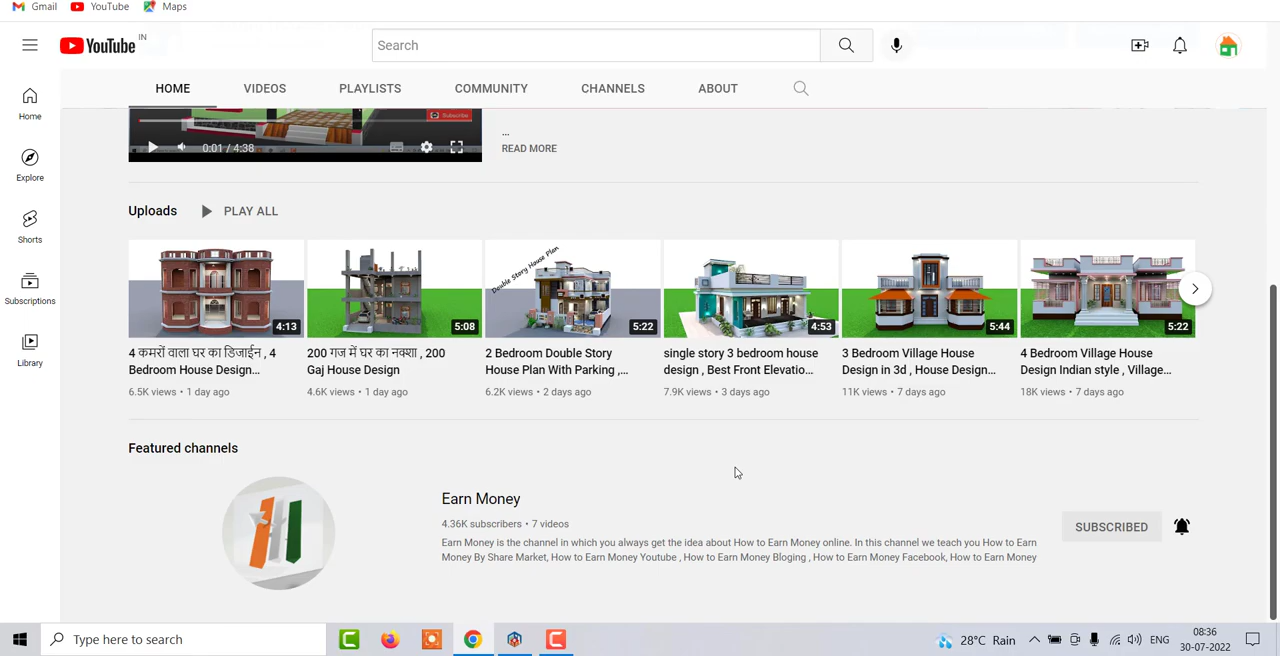 Gmail YouTube Maps
YouTube IN
Search
HOME VIDEOS PLAYLISTS COMMUNITY CHANNELS ABOUT
Home
Explore
Shorts
Subscriptions
Library
Subscribe
0:01 / 4:38
...
READ MORE
Uploads PLAY ALL
Double Story House Plan
4:13 5:08 5:22 4:53 5:44 5:22
4 कमरों वाला घर का डिजाईन , 4
Bedroom House Design...
6.5K views • 1 day ago
200 गज में घर का नक्शा , 200
Gaj House Design
4.6K views • 1 day ago
2 Bedroom Double Story
House Plan With Parking ,...
6.2K views • 2 days ago
single story 3 bedroom house
design , Best Front Elevatio...
7.9K views • 3 days ago
3 Bedroom Village House
Design in 3d , House Design...
11K views • 7 days ago
4 Bedroom Village House
Design Indian style , Village...
18K views • 7 days ago
Featured channels
Earn Money
4.36K subscribers • 7 videos
Earn Money is the channel in which you always get the idea about How to Earn Money online. In this channel we teach you How to Earn
Money By Share Market, How to Earn Money Youtube , How to Earn Money Bloging , How to Earn Money Facebook, How to Earn Money
SUBSCRIBED
Type here to search
28°C Rain
ENG
08:36
30-07-2022